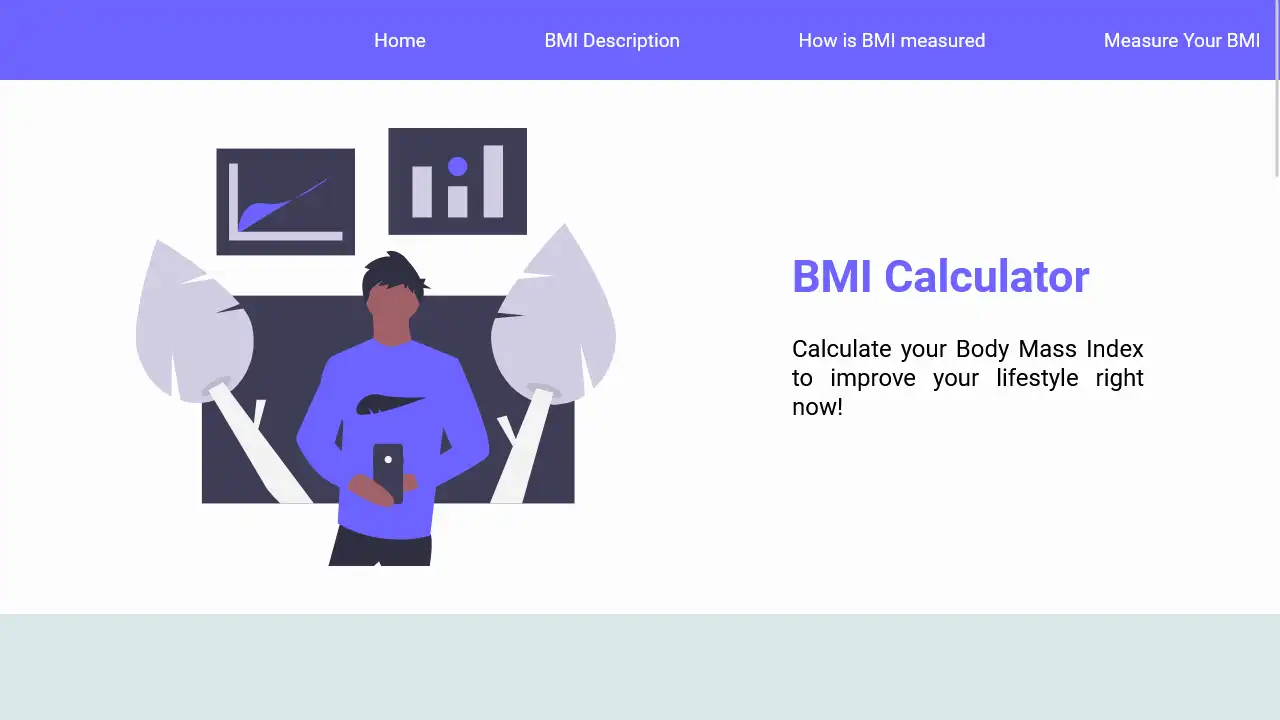 Home BMI Description How is BMI measured Measure Your BMI
BMI Calculator
Calculate your Body Mass Index
to improve your lifestyle right
now!